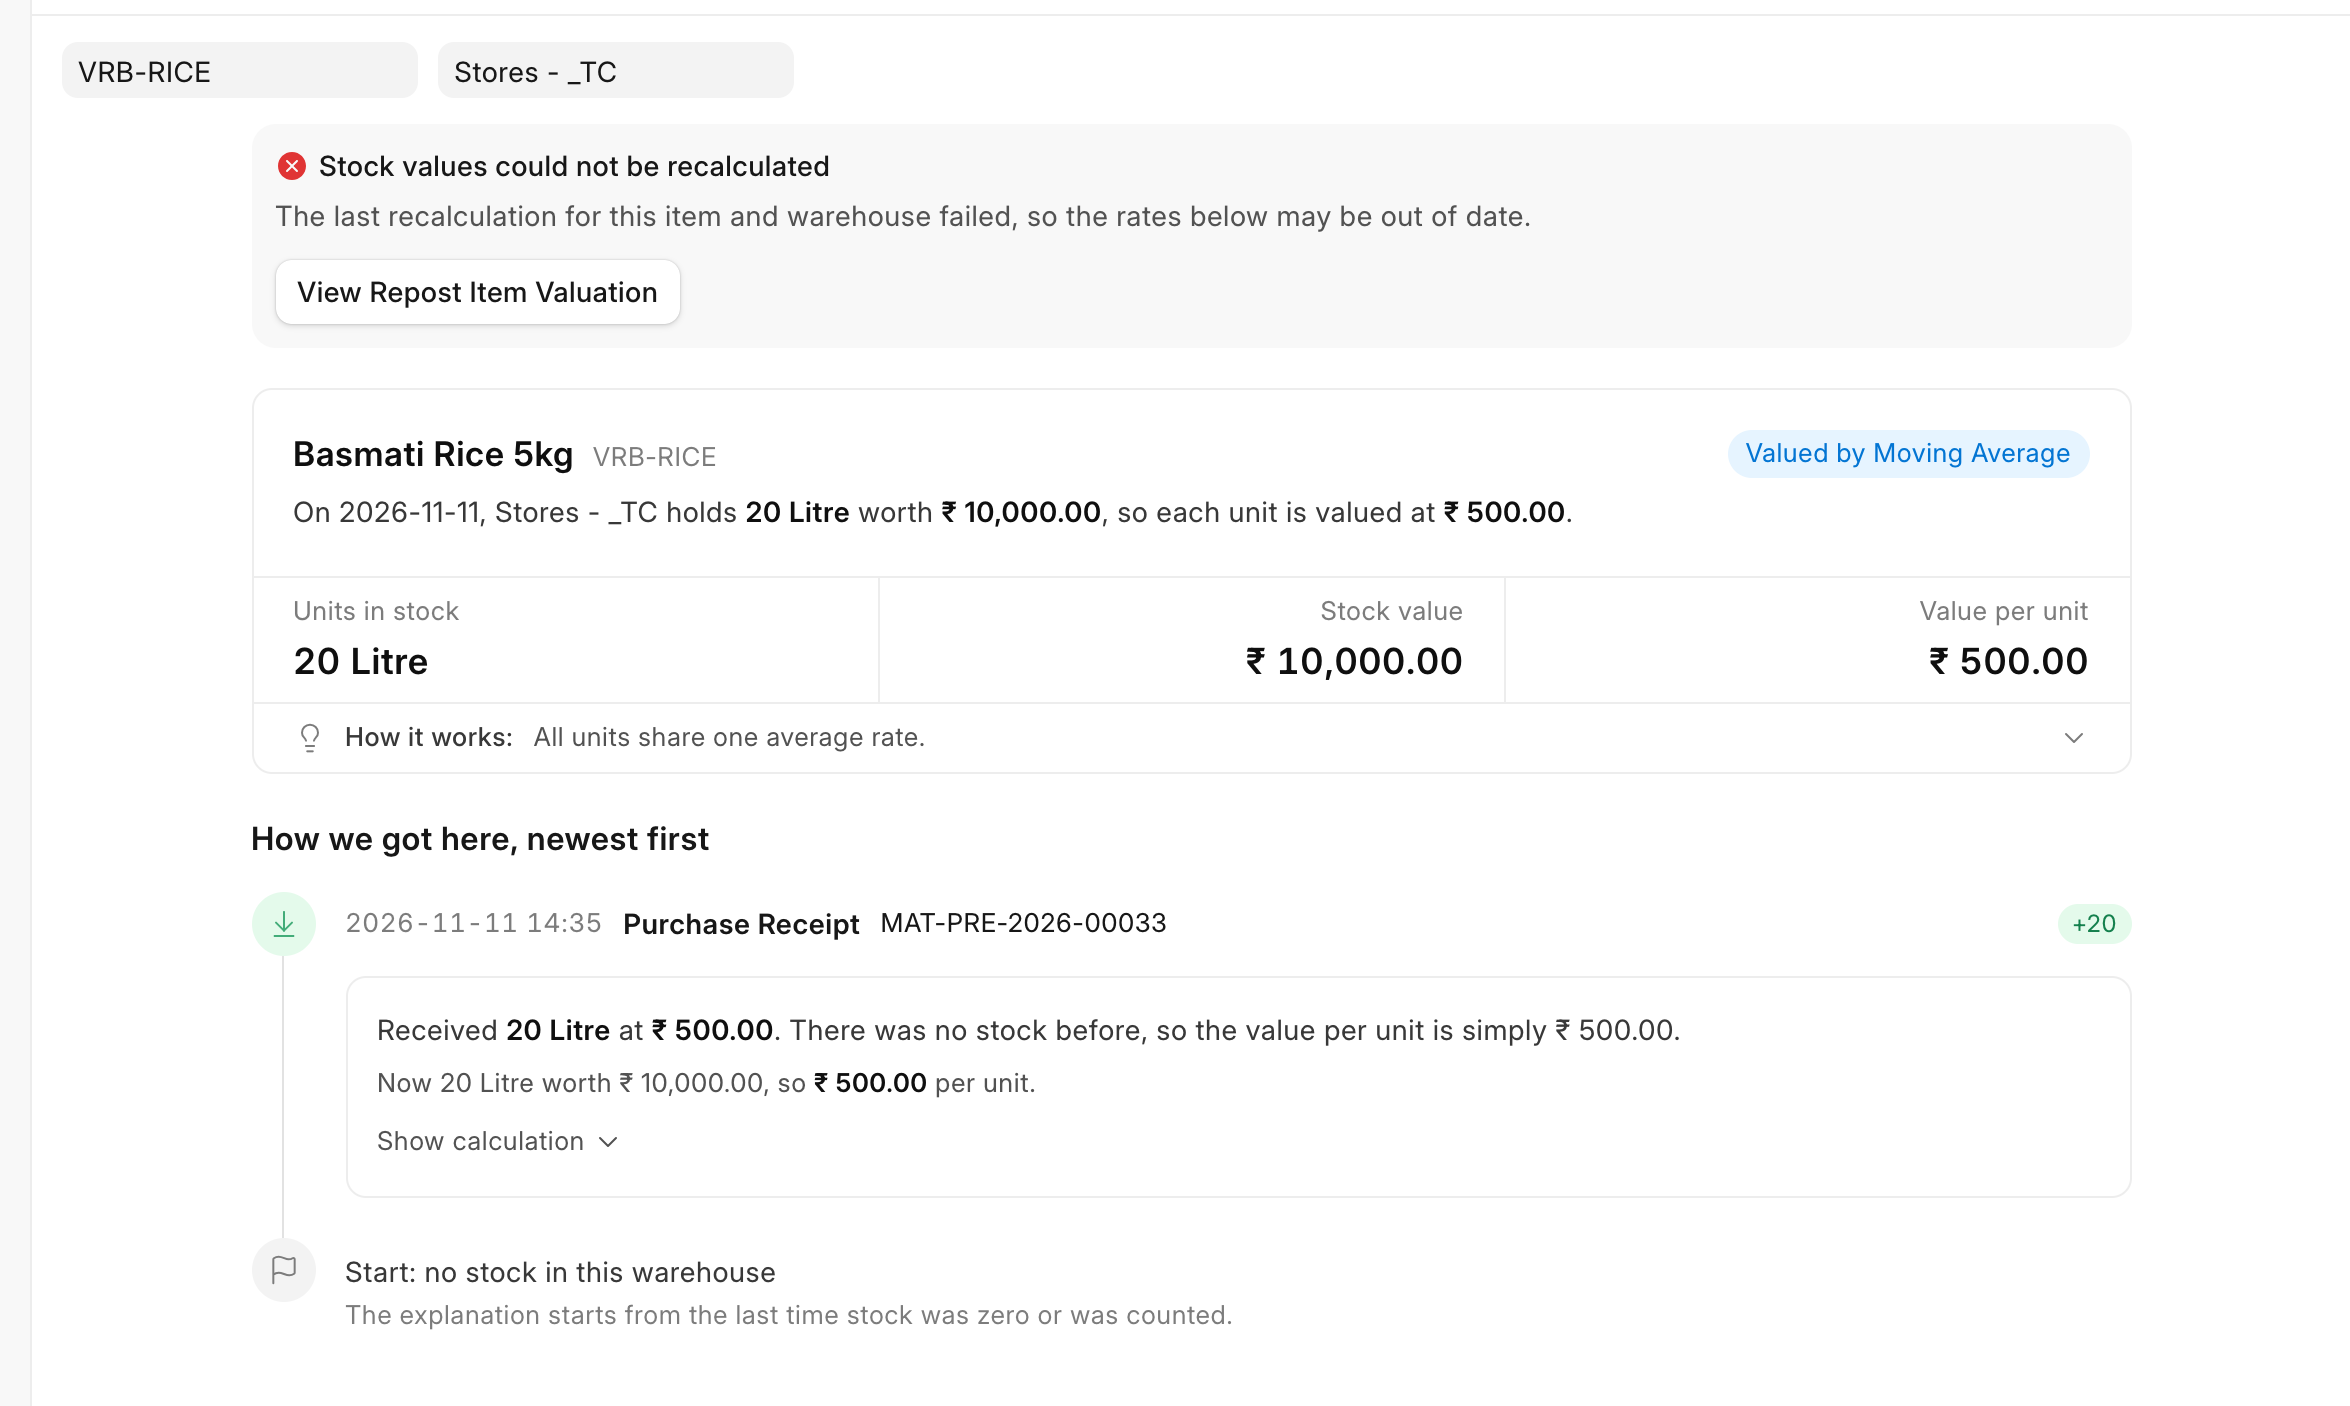 VRB-RICE
Stores - _TC
Stock values could not be recalculated
The last recalculation for this item and warehouse failed, so the rates below may be out of date.
View Repost Item Valuation
Basmati Rice 5kg VRB-RICE
Valued by Moving Average
On 2026-11-11, Stores - _TC holds 20 Litre worth ₹ 10,000.00, so each unit is valued at ₹ 500.00.
Units in stock
20 Litre
Stock value
₹ 10,000.00
Value per unit
₹ 500.00
How it works: All units share one average rate.
How we got here, newest first
2026-11-11 14:35 Purchase Receipt MAT-PRE-2026-00033
+20
Received 20 Litre at ₹ 500.00. There was no stock before, so the value per unit is simply ₹ 500.00.
Now 20 Litre worth ₹ 10,000.00, so ₹ 500.00 per unit.
Show calculation
Start: no stock in this warehouse
The explanation starts from the last time stock was zero or was counted.